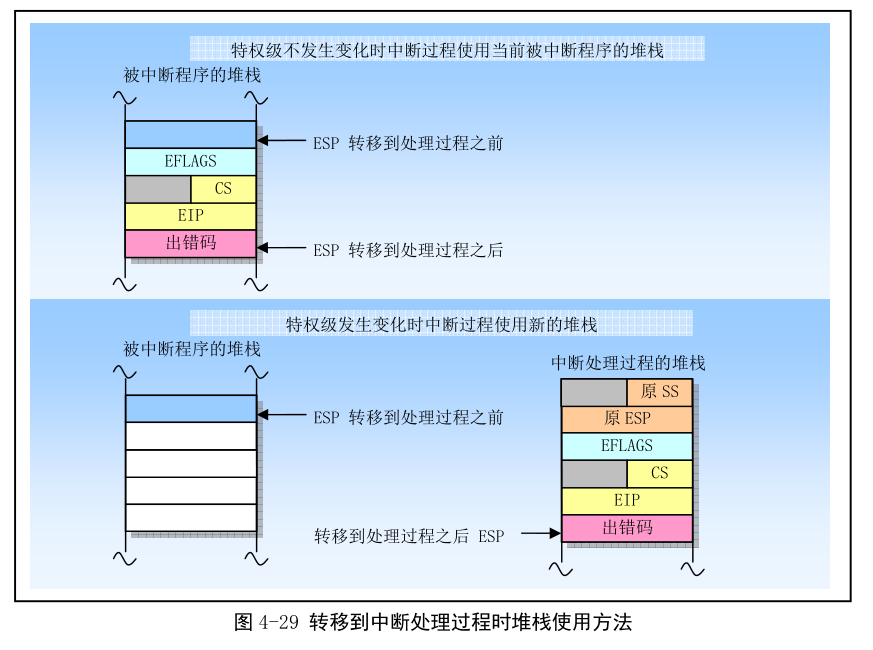 特权级不发生变化时中断过程使用当前被中断程序的堆栈
被中断程序的堆栈
ESP 转移到处理过程之前
EFLAGS
CS
EIP
出错码
ESP 转移到处理过程之后
特权级发生变化时中断过程使用新的堆栈
被中断程序的堆栈
中断处理过程的堆栈
原 SS
ESP 转移到处理过程之前
原 ESP
EFLAGS
CS
EIP
出错码
转移到处理过程之后 ESP
图 4-29 转移到中断处理过程时堆栈使用方法